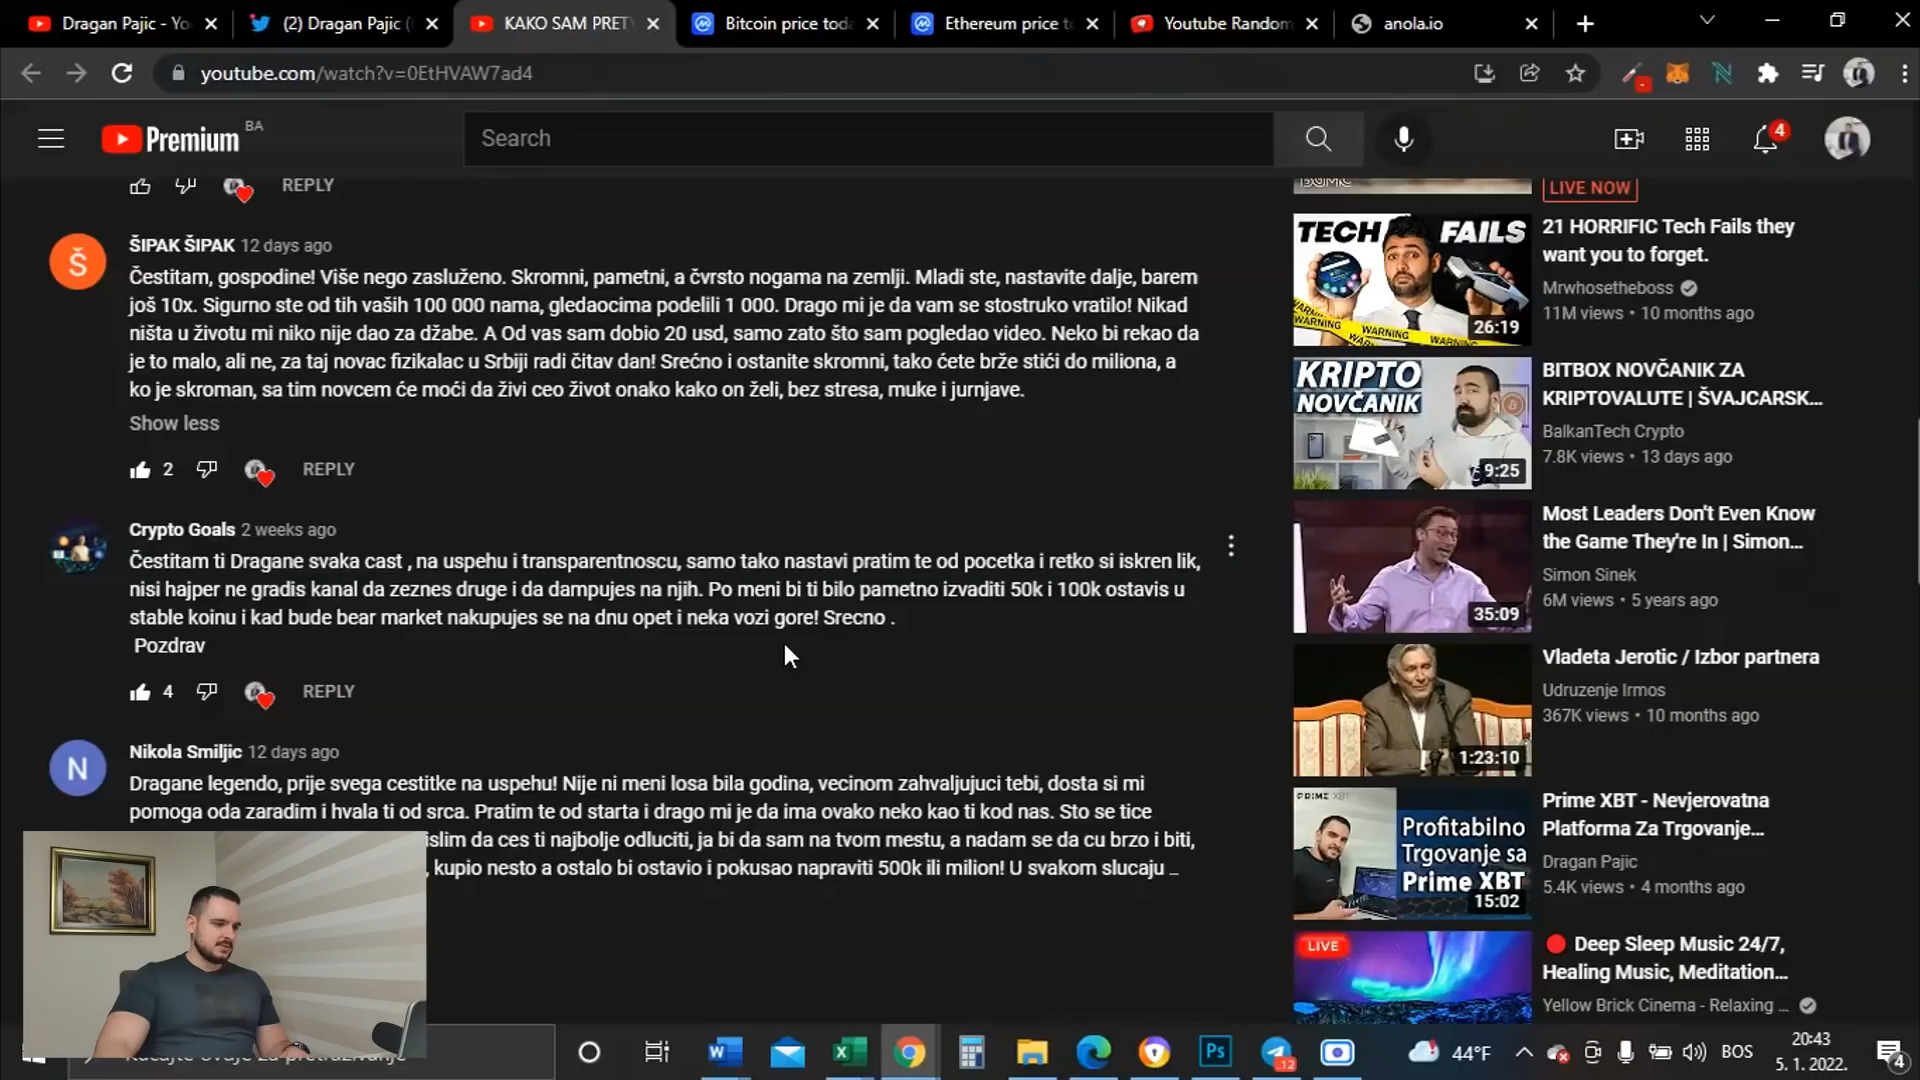 Dragan Pajic - Yo
(2) Dragan Pajic (
KAKO SAM PRETV
Bitcoin price toda
Ethereum price t
Youtube Random
anola.io
youtube.com/watch?v=0EtHVAW7ad4
Premium BA
Search
4
REPLY
ŠIPAK ŠIPAK 12 days ago
Čestitam, gospodine! Više nego zasluženo. Skromni, pametni, a čvrsto nogama na zemlji. Mladi ste, nastavite dalje, barem
još 10x. Sigurno ste od tih vaših 100 000 nama, gledaocima podelili 1 000. Drago mi je da vam se stostruko vratilo! Nikad
ništa u životu mi niko nije dao za džabe. A Od vas sam dobio 20 usd, samo zato što sam pogledao video. Neko bi rekao da
je to malo, ali ne, za taj novac fizikalac u Srbiji radi čitav dan! Srećno i ostanite skromni, tako ćete brže stići do miliona, a
ko je skroman, sa tim novcem će moći da živi ceo život onako kako on želi, bez stresa, muke i jurnjave.
Show less
2 REPLY
Crypto Goals 2 weeks ago
Čestitam ti Dragane svaka cast , na uspehu i transparentnoscu, samo tako nastavi pratim te od pocetka i retko si iskren lik,
nisi hajper ne gradis kanal da zeznes druge i da dampujes na njih. Po meni bi ti bilo pametno izvaditi 50k i 100k ostavis u
stable koinu i kad bude bear market nakupujes se na dnu opet i neka vozi gore! Srecno .
Pozdrav
4 REPLY
Nikola Smiljic 12 days ago
Dragane legendo, prije svega cestitke na uspehu! Nije ni meni losa bila godina, vecinom zahvaljujuci tebi, dosta si mi
pomoga oda zaradim i hvala ti od srca. Pratim te od starta i drago mi je da ima ovako neko kao ti kod nas. Sto se tice
islim da ces ti najbolje odluciti, ja bi da sam na tvom mestu, a nadam se da cu brzo i biti,
, kupio nesto a ostalo bi ostavio i pokusao napraviti 500k ili milion! U svakom slucaju ...
LIVE NOW
TECH FAILS
WARNING WARNING WARNING
26:19
21 HORRIFIC Tech Fails they
want you to forget.
Mrwhosetheboss
11M views • 10 months ago
KRIPTO
NOVČANIK
9:25
BITBOX NOVČANIK ZA
KRIPTOVALUTE | ŠVAJCARSK...
BalkanTech Crypto
7.8K views • 13 days ago
35:09
Most Leaders Don't Even Know
the Game They're In | Simon...
Simon Sinek
6M views • 5 years ago
1:23:10
Vladeta Jerotic / Izbor partnera
Udruzenje Irmos
367K views • 10 months ago
PRIME XBT
Profitabilno
Trgovanje sa
Prime XBT
15:02
Prime XBT - Nevjerovatna
Platforma Za Trgovanje...
Dragan Pajic
5.4K views • 4 months ago
LIVE
Deep Sleep Music 24/7,
Healing Music, Meditation...
Yellow Brick Cinema - Relaxing ...
Ps
12
44°F
BOS
20:43
5. 1. 2022.
4